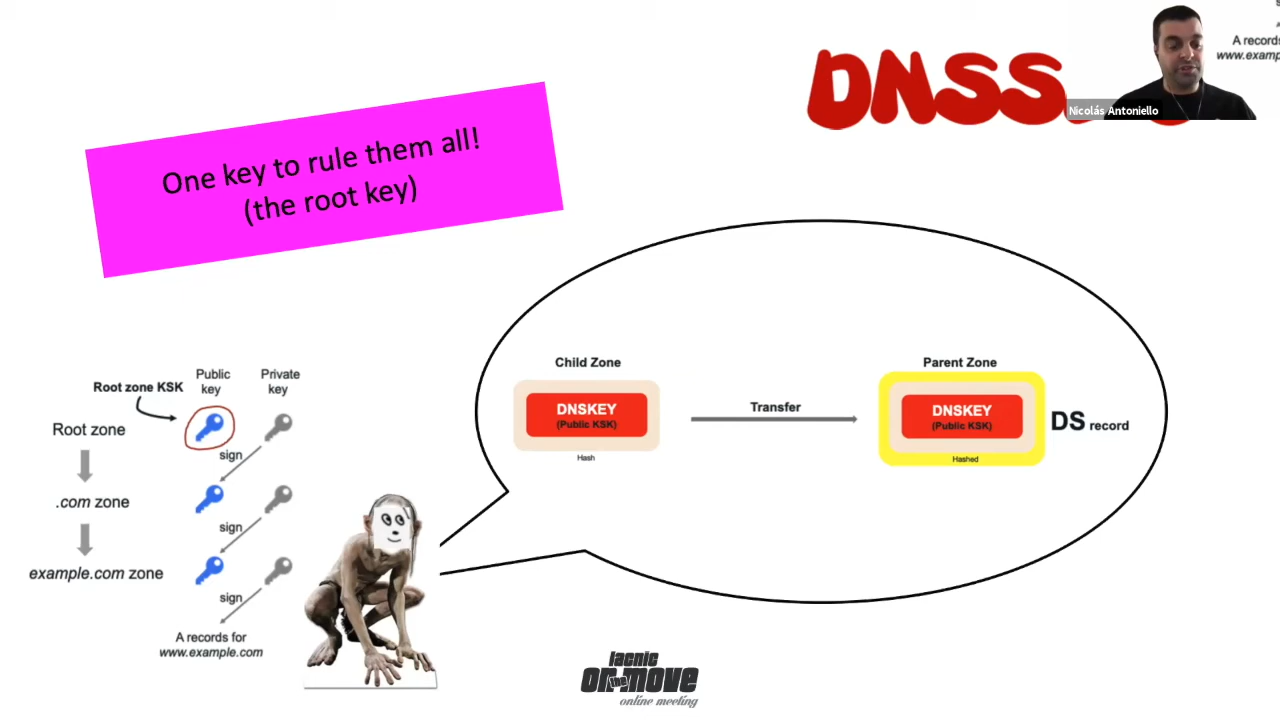 A records
www.examp
DNSS
Nicolás Antoniello
One key to rule them all!
(the root key)
Child Zone
DNSKEY
(Public KSK)
Hash
Transfer
Parent Zone
DNSKEY
(Public KSK)
Hashed
DS record
Public
key
Private
key
Root zone KSK
Root zone
sign
.com zone
sign
example.com zone
sign
A records for
www.example.com
lacnic
on the move
online meeting